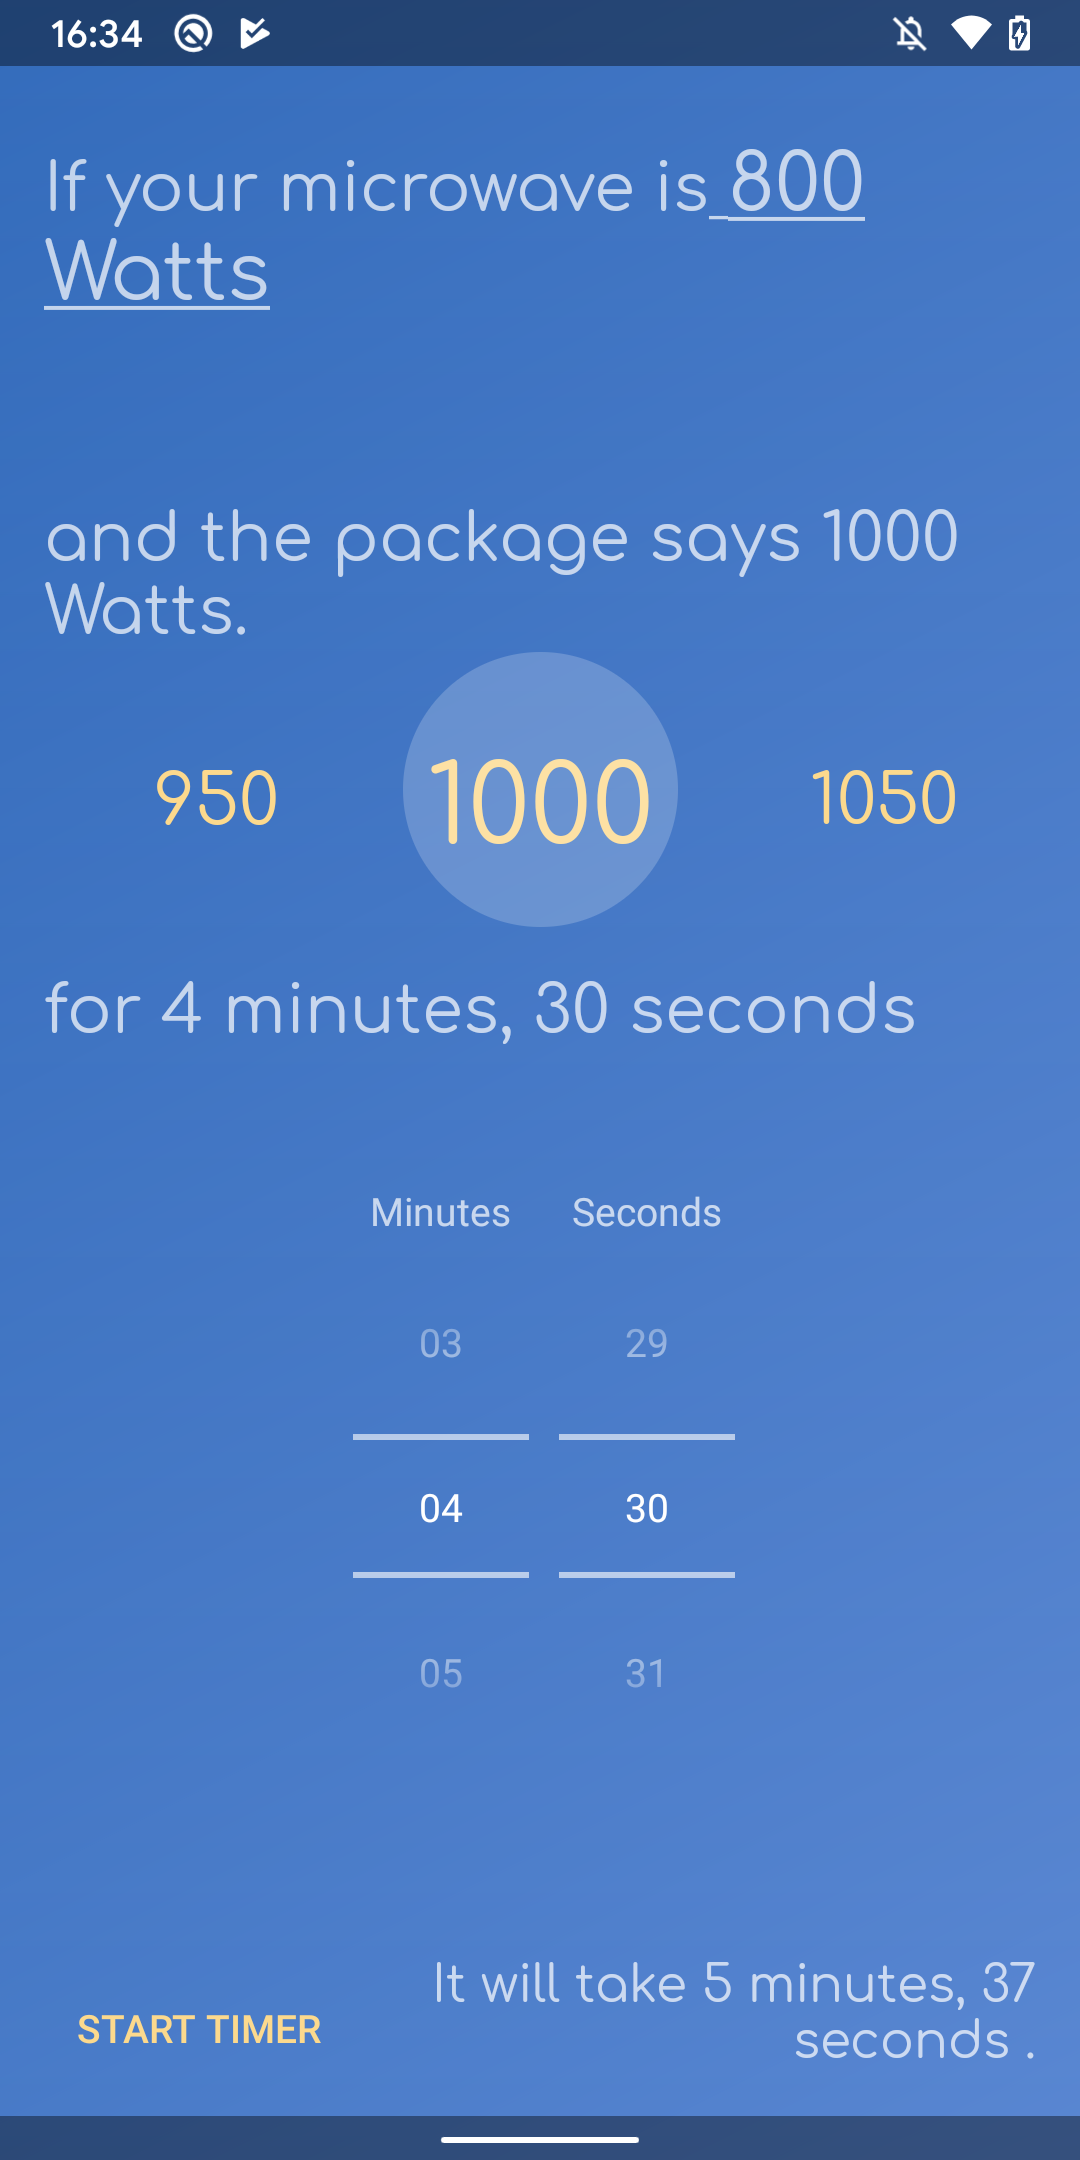 16:34
If your microwave is 800
Watts
and the package says 1000
Watts.
950 1000 1050
for 4 minutes, 30 seconds
Minutes Seconds
03 29
04 30
05 31
It will take 5 minutes, 37
START TIMER
seconds .